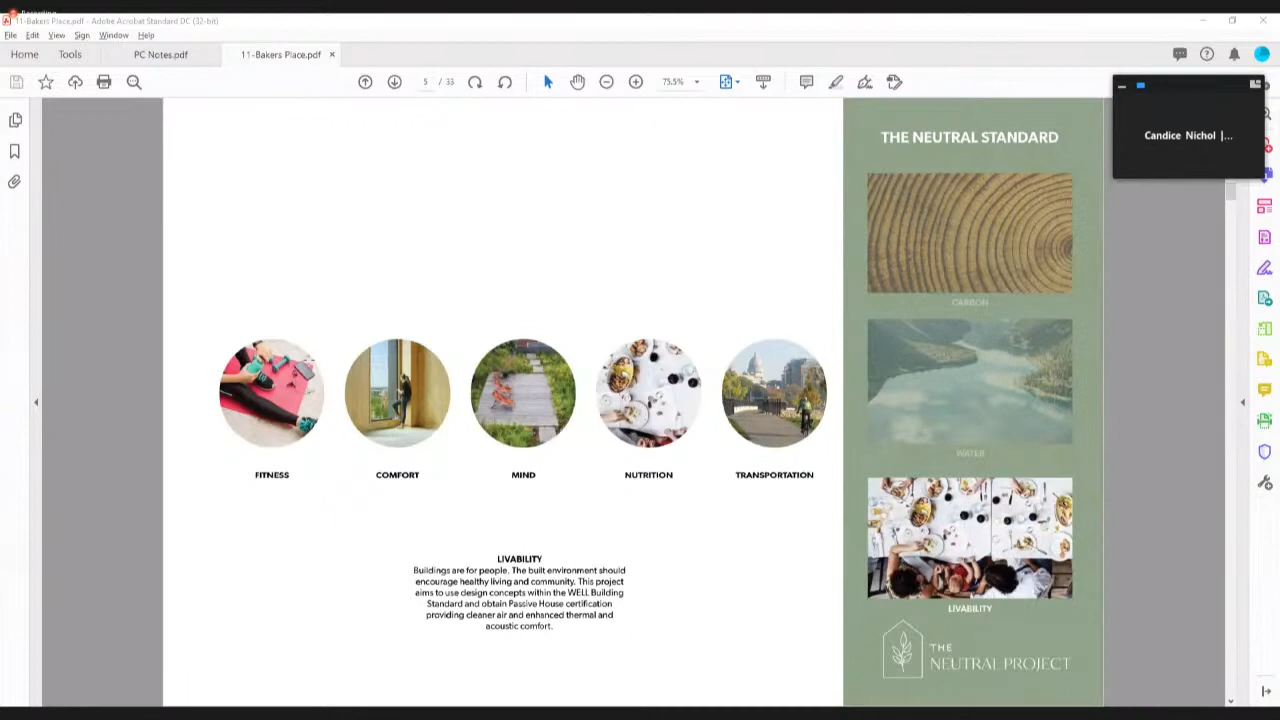 Recording
11-Bakers Place.pdf - Adobe Acrobat Standard DC (32-bit)
File Edit View Sign Window Help
Home Tools PC Notes.pdf 11-Bakers Place.pdf ×
5 / 33 75.5%
Candice Nichol |...
THE NEUTRAL STANDARD
CARBON
WATER
FITNESS COMFORT MIND NUTRITION TRANSPORTATION
LIVABILITY
Buildings are for people. The built environment should
encourage healthy living and community. This project
aims to use design concepts within the WELL Building
Standard and obtain Passive House certification
providing cleaner air and enhanced thermal and
acoustic comfort.
LIVABILITY
THE
NEUTRAL PROJECT